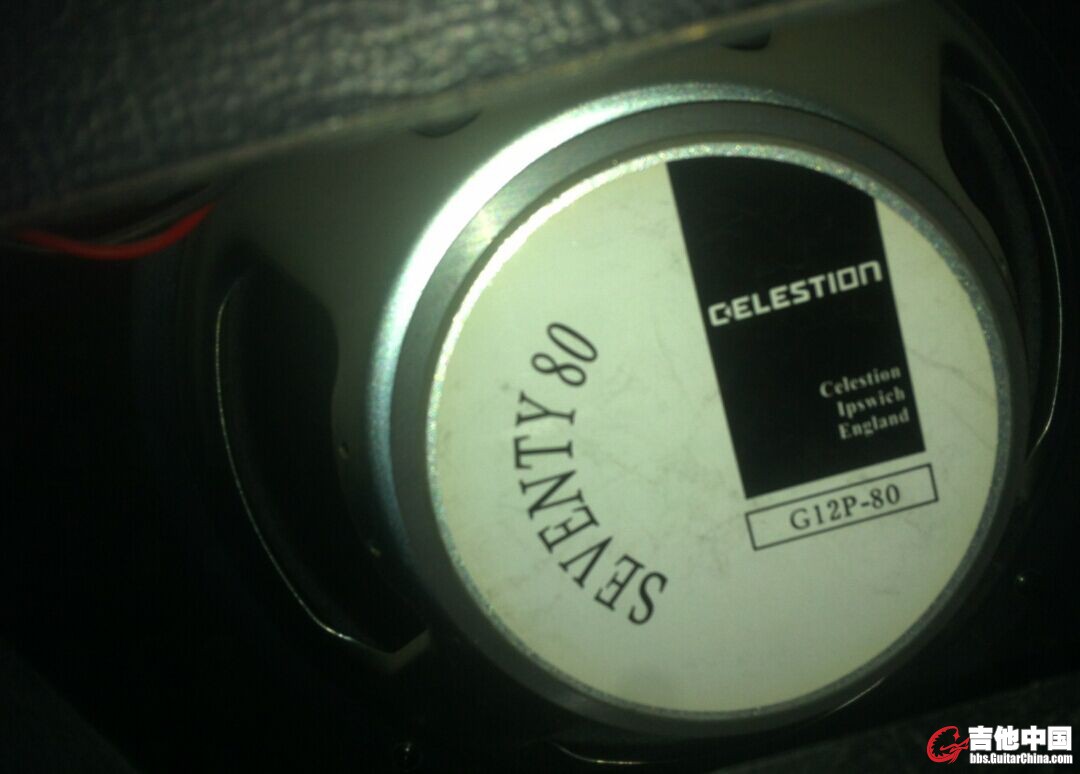 CELESTION
Celestion
Ipswich
England
G12P-80
SEVENTY 80
吉他中国
bbs.GuitarChina.com